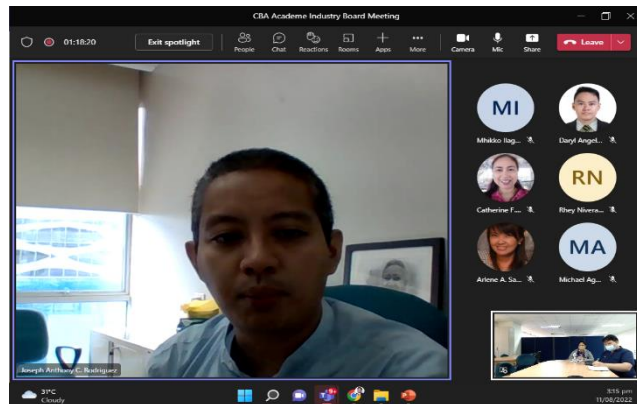 CBA Academe Industry Board Meeting
01:18:20
Exit spotlight
People
Chat
Reactions
Rooms
Apps
More
Camera
Mic
Share
Leave
MI
Mhikko Ilag...
Daryl Angel...
Catherine F....
RN
Rhey Nivera...
Arlene A. Sa...
MA
Michael Ag...
Joseph Anthony C. Rodriguez
31°C
Cloudy
3:15 pm
11/08/2022